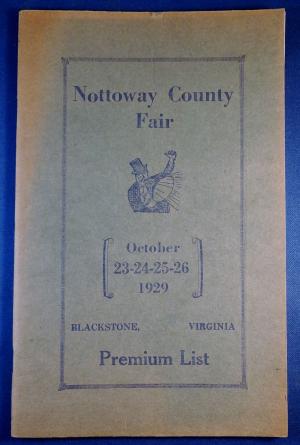 Nottoway County
Fair
October
23-24-25-26
1929
BLACKSTONE, VIRGINIA
Premium List